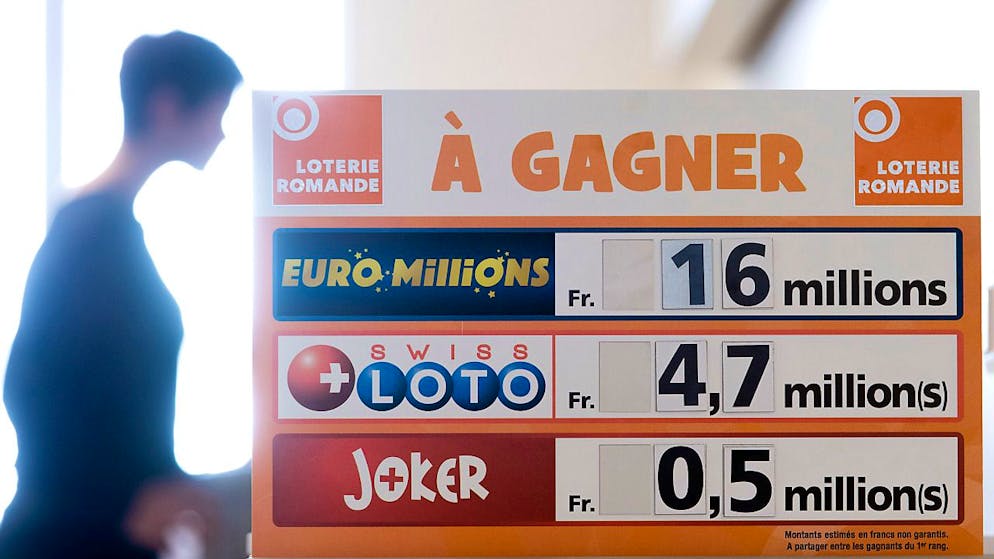 LOTERIE
ROMANDE
À GAGNER
LOTERIE
ROMANDE
EURO MILLIONS
Fr. 16 millions
SWISS
LOTO
Fr. 4,7 million(s)
JOKER
Fr. 0,5 million(s)
Montants estimés en francs non garantis.
A partager entre les gagnants du 1er rang.